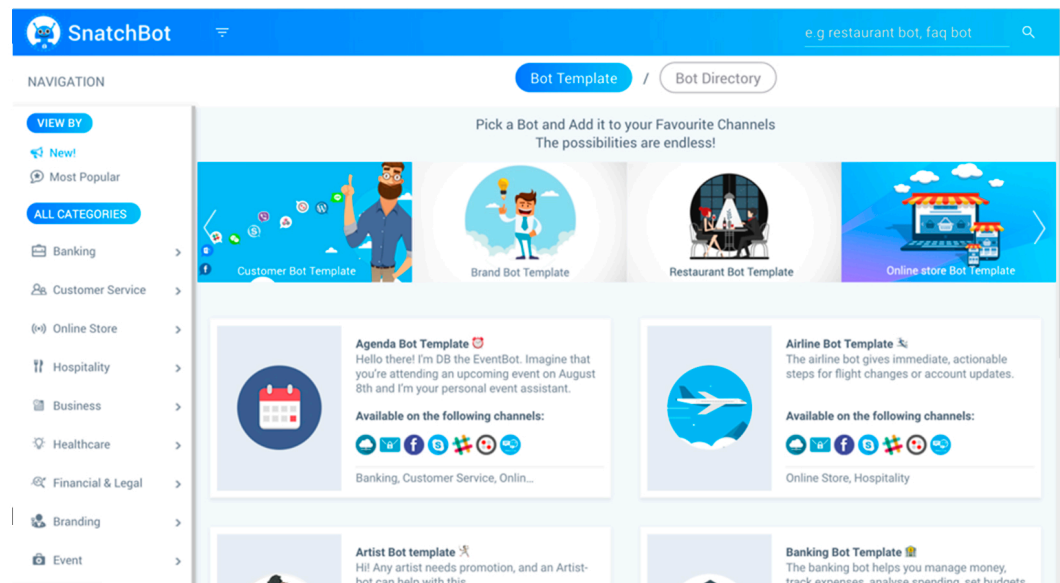 SnatchBot
e.g restaurant bot, faq bot
NAVIGATION
Bot Template / Bot Directory
VIEW BY
New!
Most Popular
ALL CATEGORIES
Banking
Customer Service
Online Store
Hospitality
Business
Healthcare
Financial & Legal
Branding
Event
Pick a Bot and Add it to your Favourite Channels
The possibilities are endless!
Customer Bot Template
Brand Bot Template
Restaurant Bot Template
Online store Bot Template
Agenda Bot Template
Hello there! I'm DB the EventBot. Imagine that
you're attending an upcoming event on August
8th and I'm your personal event assistant.
Available on the following channels:
Banking, Customer Service, Onlin...
Airline Bot Template
The airline bot gives immediate, actionable
steps for flight changes or account updates.
Available on the following channels:
Online Store, Hospitality
Artist Bot template
Hi! Any artist needs promotion, and an Artist-
bot can help with this
Banking Bot Template
The banking bot helps you manage money,
track expenses, analyse spending, set budgets